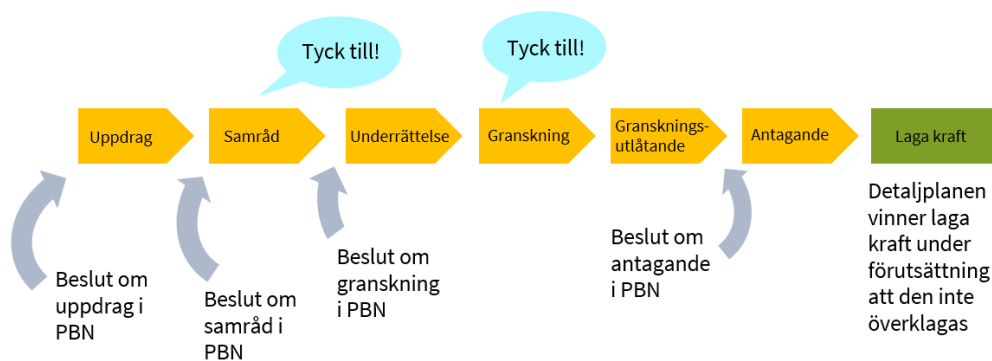 Tyck till!
Tyck till!
Uppdrag
Samråd
Underrättelse
Granskning
Gransknings-
utlåtande
Antagande
Laga kraft
Beslut om
uppdrag i
PBN
Beslut om
samråd i
PBN
Beslut om
granskning
i PBN
Beslut om
antagande
i PBN
Detaljplanen
vinner laga
kraft under
förutsättning
att den inte
överklagas